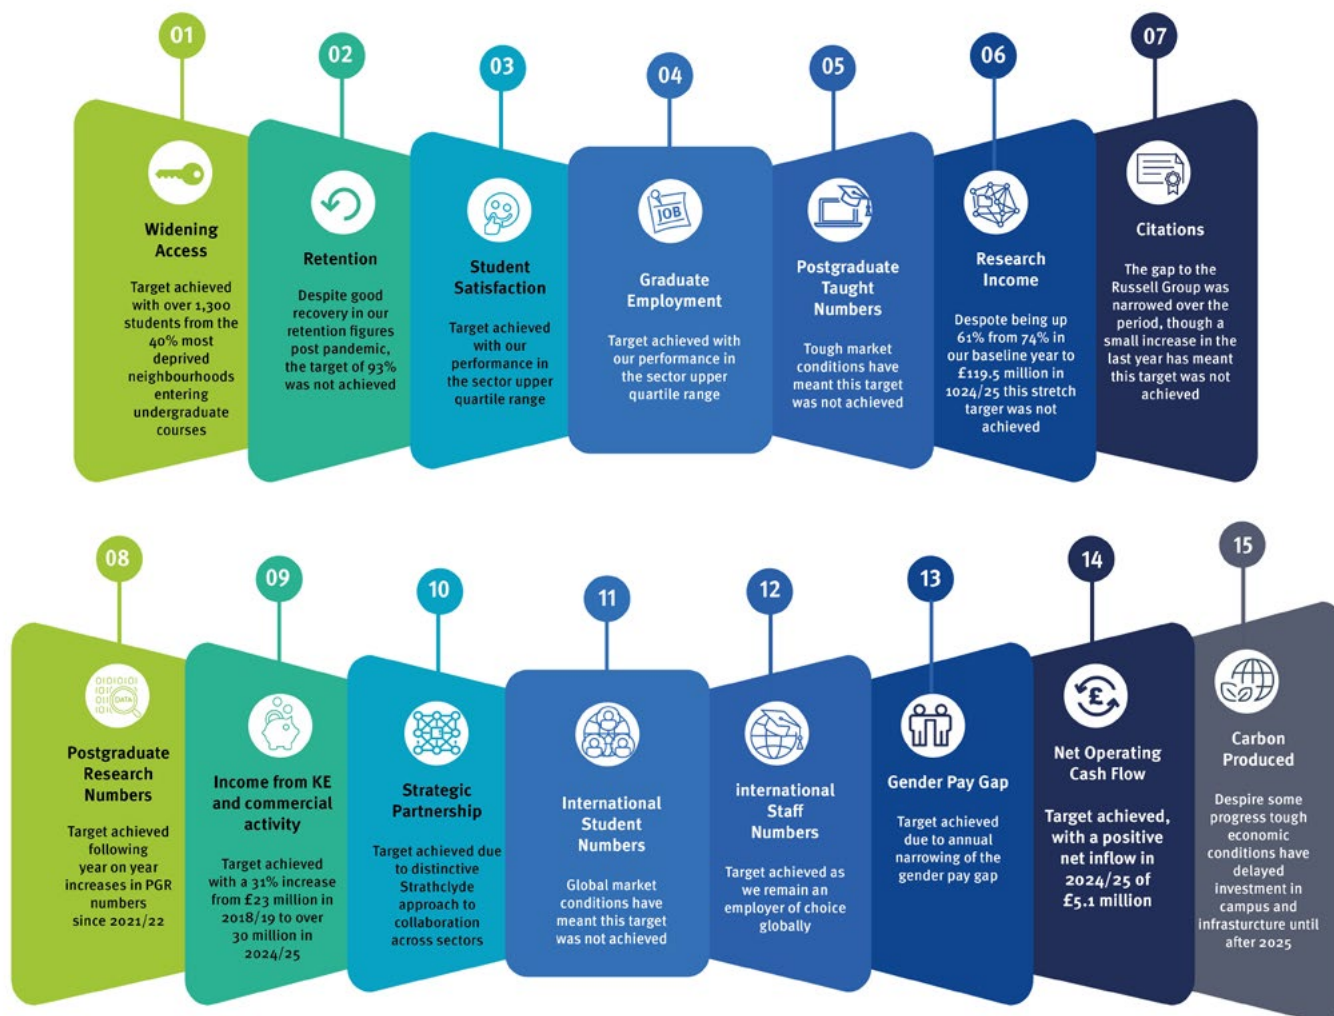 01
Widening
Access
Target achieved
with over 1,300
students from the
40% most
deprived
neighbourhoods
entering
undergraduate
courses
02
Retention
Despite good
recovery in our
retention figures
post pandemic,
the target of 93%
was not achieved
03
Student
Satisfaction
Target achieved
with our
performance in
the sector upper
quartile range
04
JOB
Graduate
Employment
Target achieved with
our performance in
the sector upper
quartile range
05
Postgraduate
Taught
Numbers
Tough market
conditions have
meant this target
was not achieved
06
Research
Income
Despote being up
61% from 74% in
our baseline year to
£119.5 million in
1024/25 this stretch
targer was not
achieved
07
Citations
The gap to the
Russell Group was
narrowed over the
period, though a
small increase in the
last year has meant
this target was not
achieved
08
DATA
Postgraduate
Research
Numbers
Target achieved
following
year on year
increases in PGR
numbers
since 2021/22
09
Income from KE
and commercial
activity
Target achieved
with a 31% increase
from £23 million in
2018/19 to over
30 million in
2024/25
10
Strategic
Partnership
Target achieved due
to distinctive
Strathclyde
approach to
collaboration
across sectors
11
International
Student
Numbers
Global market
conditions have
meant this target
was not achieved
12
international
Staff
Numbers
Target achieved as
we remain an
employer of choice
globally
13
Gender Pay Gap
Target achieved
due to annual
narrowing of the
gender pay gap
14
£
Net Operating
Cash Flow
Target achieved,
with a positive
net inflow in
2024/25 of
£5.1 million
15
Carbon
Produced
Despire some
progress tough
economic
conditions have
delayed
investment in
campus and
infrasturcture until
after 2025